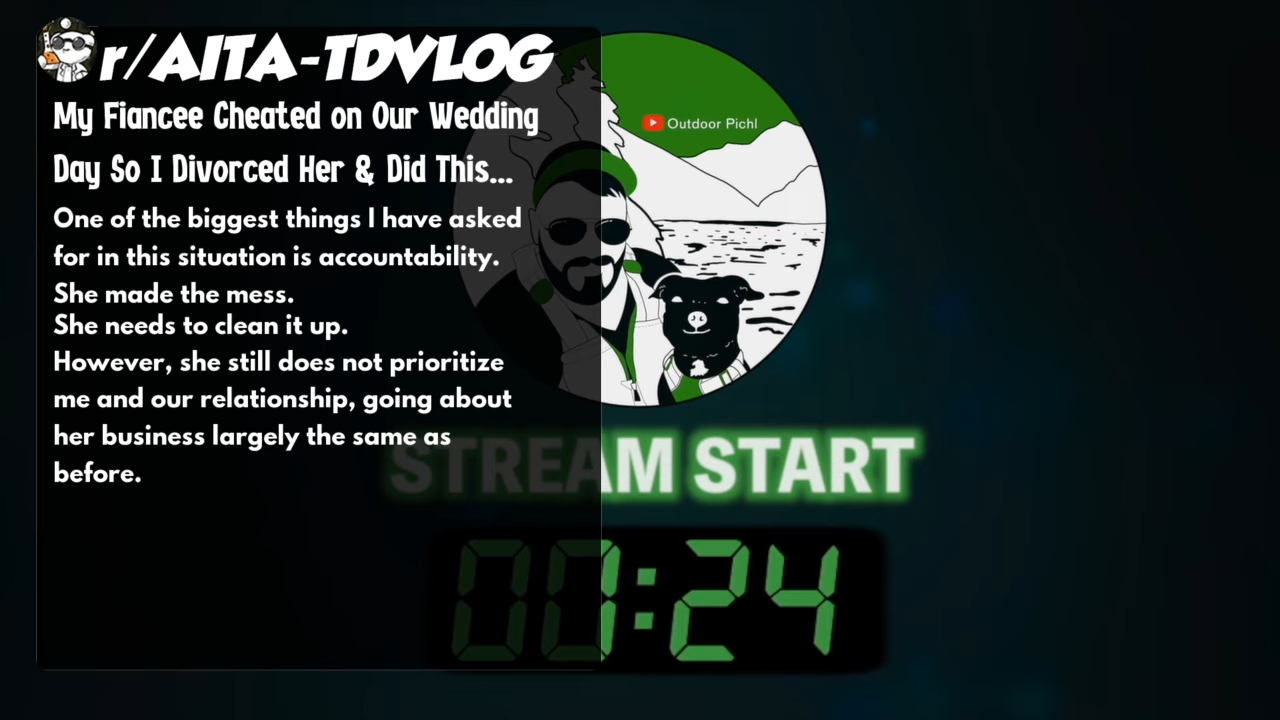 r/AITA-TDVLOG
My Fiancee Cheated on Our Wedding
Day So I Divorced Her & Did This...
One of the biggest things I have asked
for in this situation is accountability.
She made the mess.
She needs to clean it up.
However, she still does not prioritize
me and our relationship, going about
her business largely the same as
before.
Outdoor Pichl
STREAM START
00:24